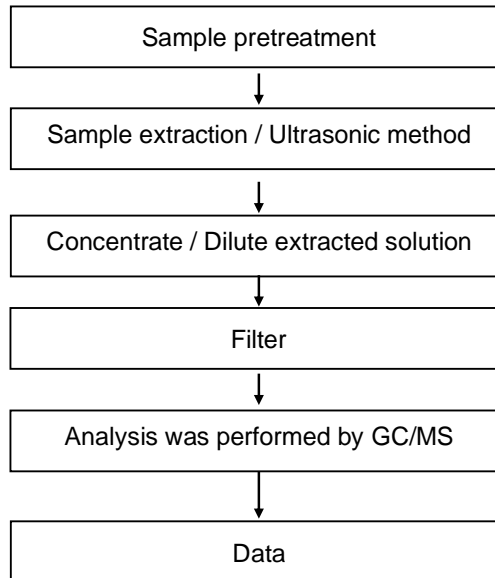 Sample pretreatment
Sample extraction / Ultrasonic method
Concentrate / Dilute extracted solution
Filter
Analysis was performed by GC/MS
Data